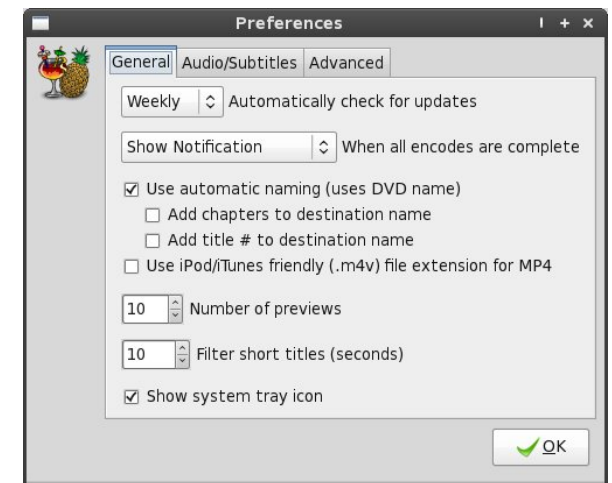 Preferences
General Audio/Subtitles Advanced
Weekly Automatically check for updates
Show Notification When all encodes are complete
Use automatic naming (uses DVD name)
Add chapters to destination name
Add title # to destination name
Use iPod/iTunes friendly (.m4v) file extension for MP4
10 Number of previews
10 Filter short titles (seconds)
Show system tray icon
OK